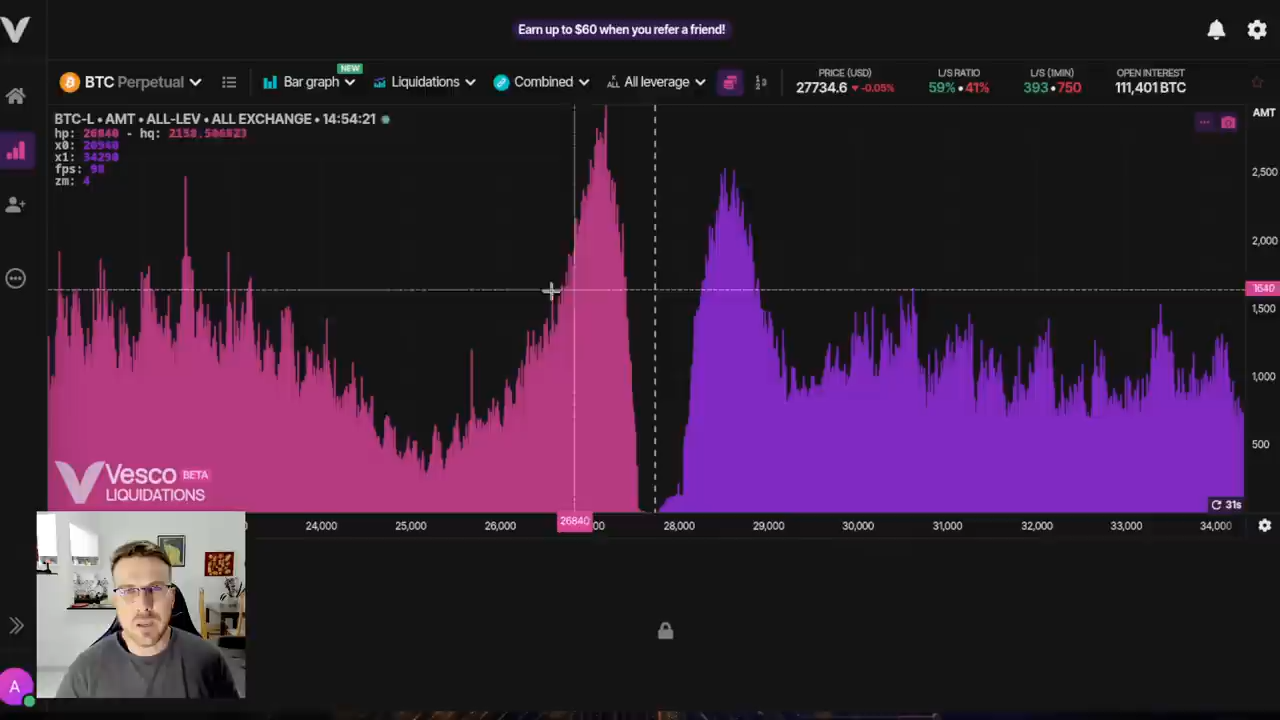 Earn up to $60 when you refer a friend!
BTC Perpetual
Bar graph
NEW
Liquidations
Combined
ALL All leverage
PRICE (USD)
27734.6 ▼ -0.05%
L/S RATIO
59% • 41%
L/S (1MIN)
393 • 750
OPEN INTEREST
111,401 BTC
BTC-L • AMT • ALL-LEV • ALL EXCHANGE • 14:54:21
hp: 26840 - hq:
x0: 20940
x1: 34290
fps: 98
zm: 4
AMT
2,500
2,000
1640
1,500
1,000
500
Vesco BETA
LIQUIDATIONS
31s
24,000
25,000
26,000
26840
28,000
29,000
30,000
31,000
32,000
33,000
34,000
A